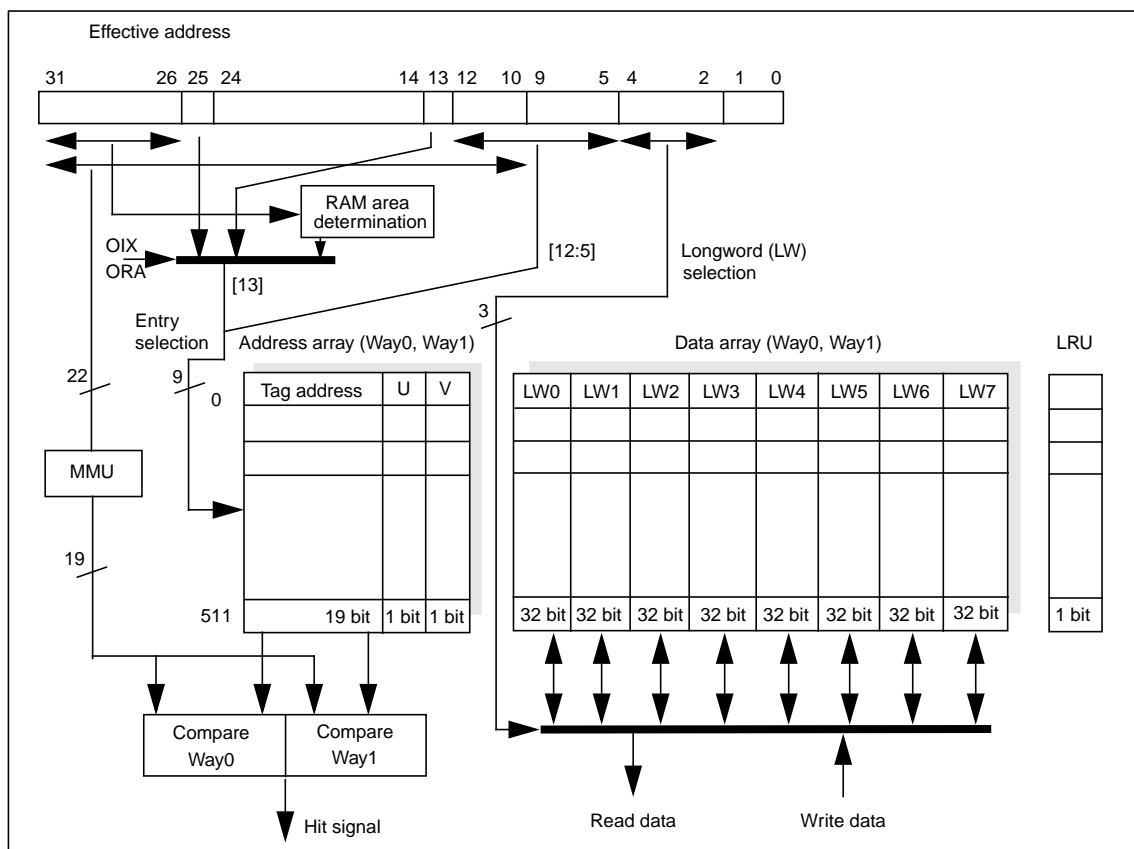 Effective address
31 26 25 24 14 13 12 10 9 5 4 2 1 0
RAM area
determination
OIX
ORA
[13]
[12:5]
Longword (LW)
selection
3
Entry
selection
Address array (Way0, Way1)
Data array (Way0, Way1)
LRU
22
9
0
Tag address U V
LW0 LW1 LW2 LW3 LW4 LW5 LW6 LW7
MMU
19
511
19 bit 1 bit 1 bit
32 bit 32 bit 32 bit 32 bit 32 bit 32 bit 32 bit 32 bit
1 bit
Compare
Way0
Compare
Way1
Read data
Write data
Hit signal